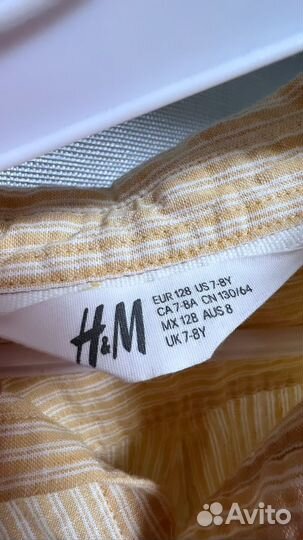 H&M
EUR 128 US 7-8Y
CA 7-8A CN 130/64
MX 128 AUS 8
UK 7-8Y
Avito